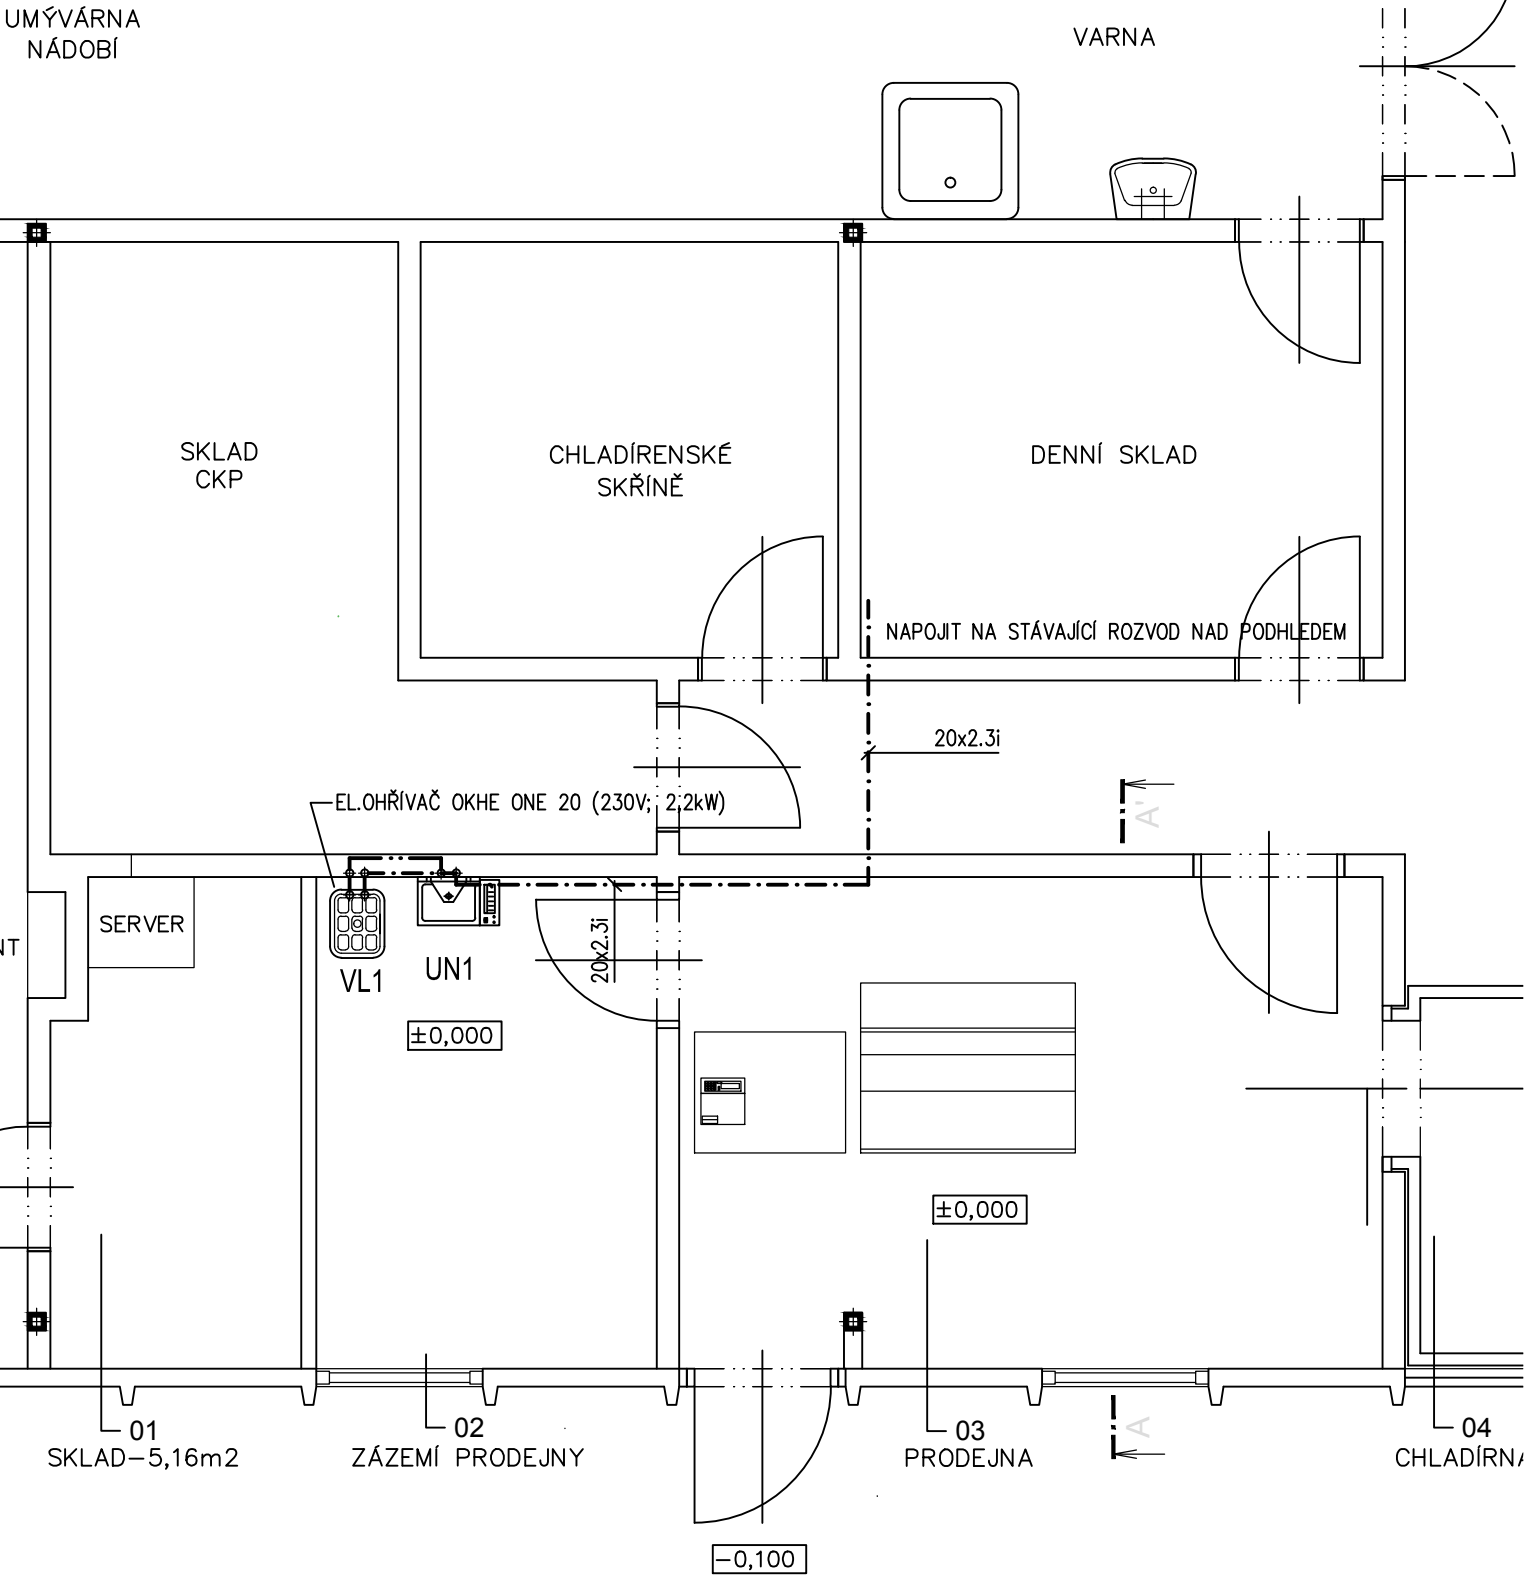 UMÝVÁRNA
NÁDOBÍ
VARNA
SKLAD
CKP
CHLADÍRENSKÉ
SKŘÍNĚ
DENNÍ SKLAD
NAPOJIT NA STÁVAJÍCÍ ROZVOD NAD PODHLEDEM
20x2.3i
EL.OHŘÍVAČ OKHE ONE 20 (230V; 2,2kW)
A'
SERVER
NT
20x2.3i
VL1
UN1
±0,000
±0,000
01
SKLAD-5,16m2
02
ZÁZEMÍ PRODEJNY
03
PRODEJNA
A
04
CHLADÍRNA
-0,100